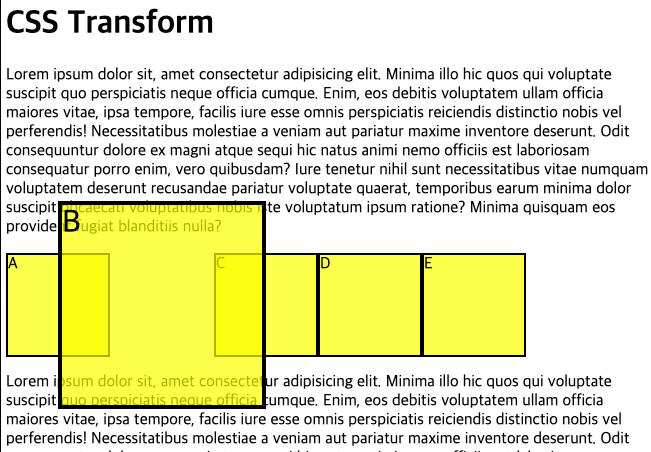 CSS Transform
Lorem ipsum dolor sit, amet consectetur adipisicing elit. Minima illo hic quos qui voluptate
suscipit quo perspiciatis neque officia cumque. Enim, eos debitis voluptatem ullam officia
maiores vitae, ipsa tempore, facilis iure esse omnis perspiciatis reiciendis distinctio nobis vel
perferendis! Necessitatibus molestiae a veniam aut pariatur maxime inventore deserunt. Odit
consequuntur dolore ex magni atque sequi hic natus animi nemo officiis est laboriosam
consequatur porro enim, vero quibusdam? Iure tenetur nihil sunt necessitatibus vitae numquam
voluptatem deserunt recusandae pariatur voluptate quaerat, temporibus earum minima dolor
suscipit obcaecati voluptatibus nobis iste voluptatum ipsum ratione? Minima quisquam eos
provident fugiat blanditiis nulla?
A
B
C
D
E
Lorem ipsum dolor sit, amet consectetur adipisicing elit. Minima illo hic quos qui voluptate
suscipit quo perspiciatis neque officia cumque. Enim, eos debitis voluptatem ullam officia
maiores vitae, ipsa tempore, facilis iure esse omnis perspiciatis reiciendis distinctio nobis vel
perferendis! Necessitatibus molestiae a veniam aut pariatur maxime inventore deserunt. Odit